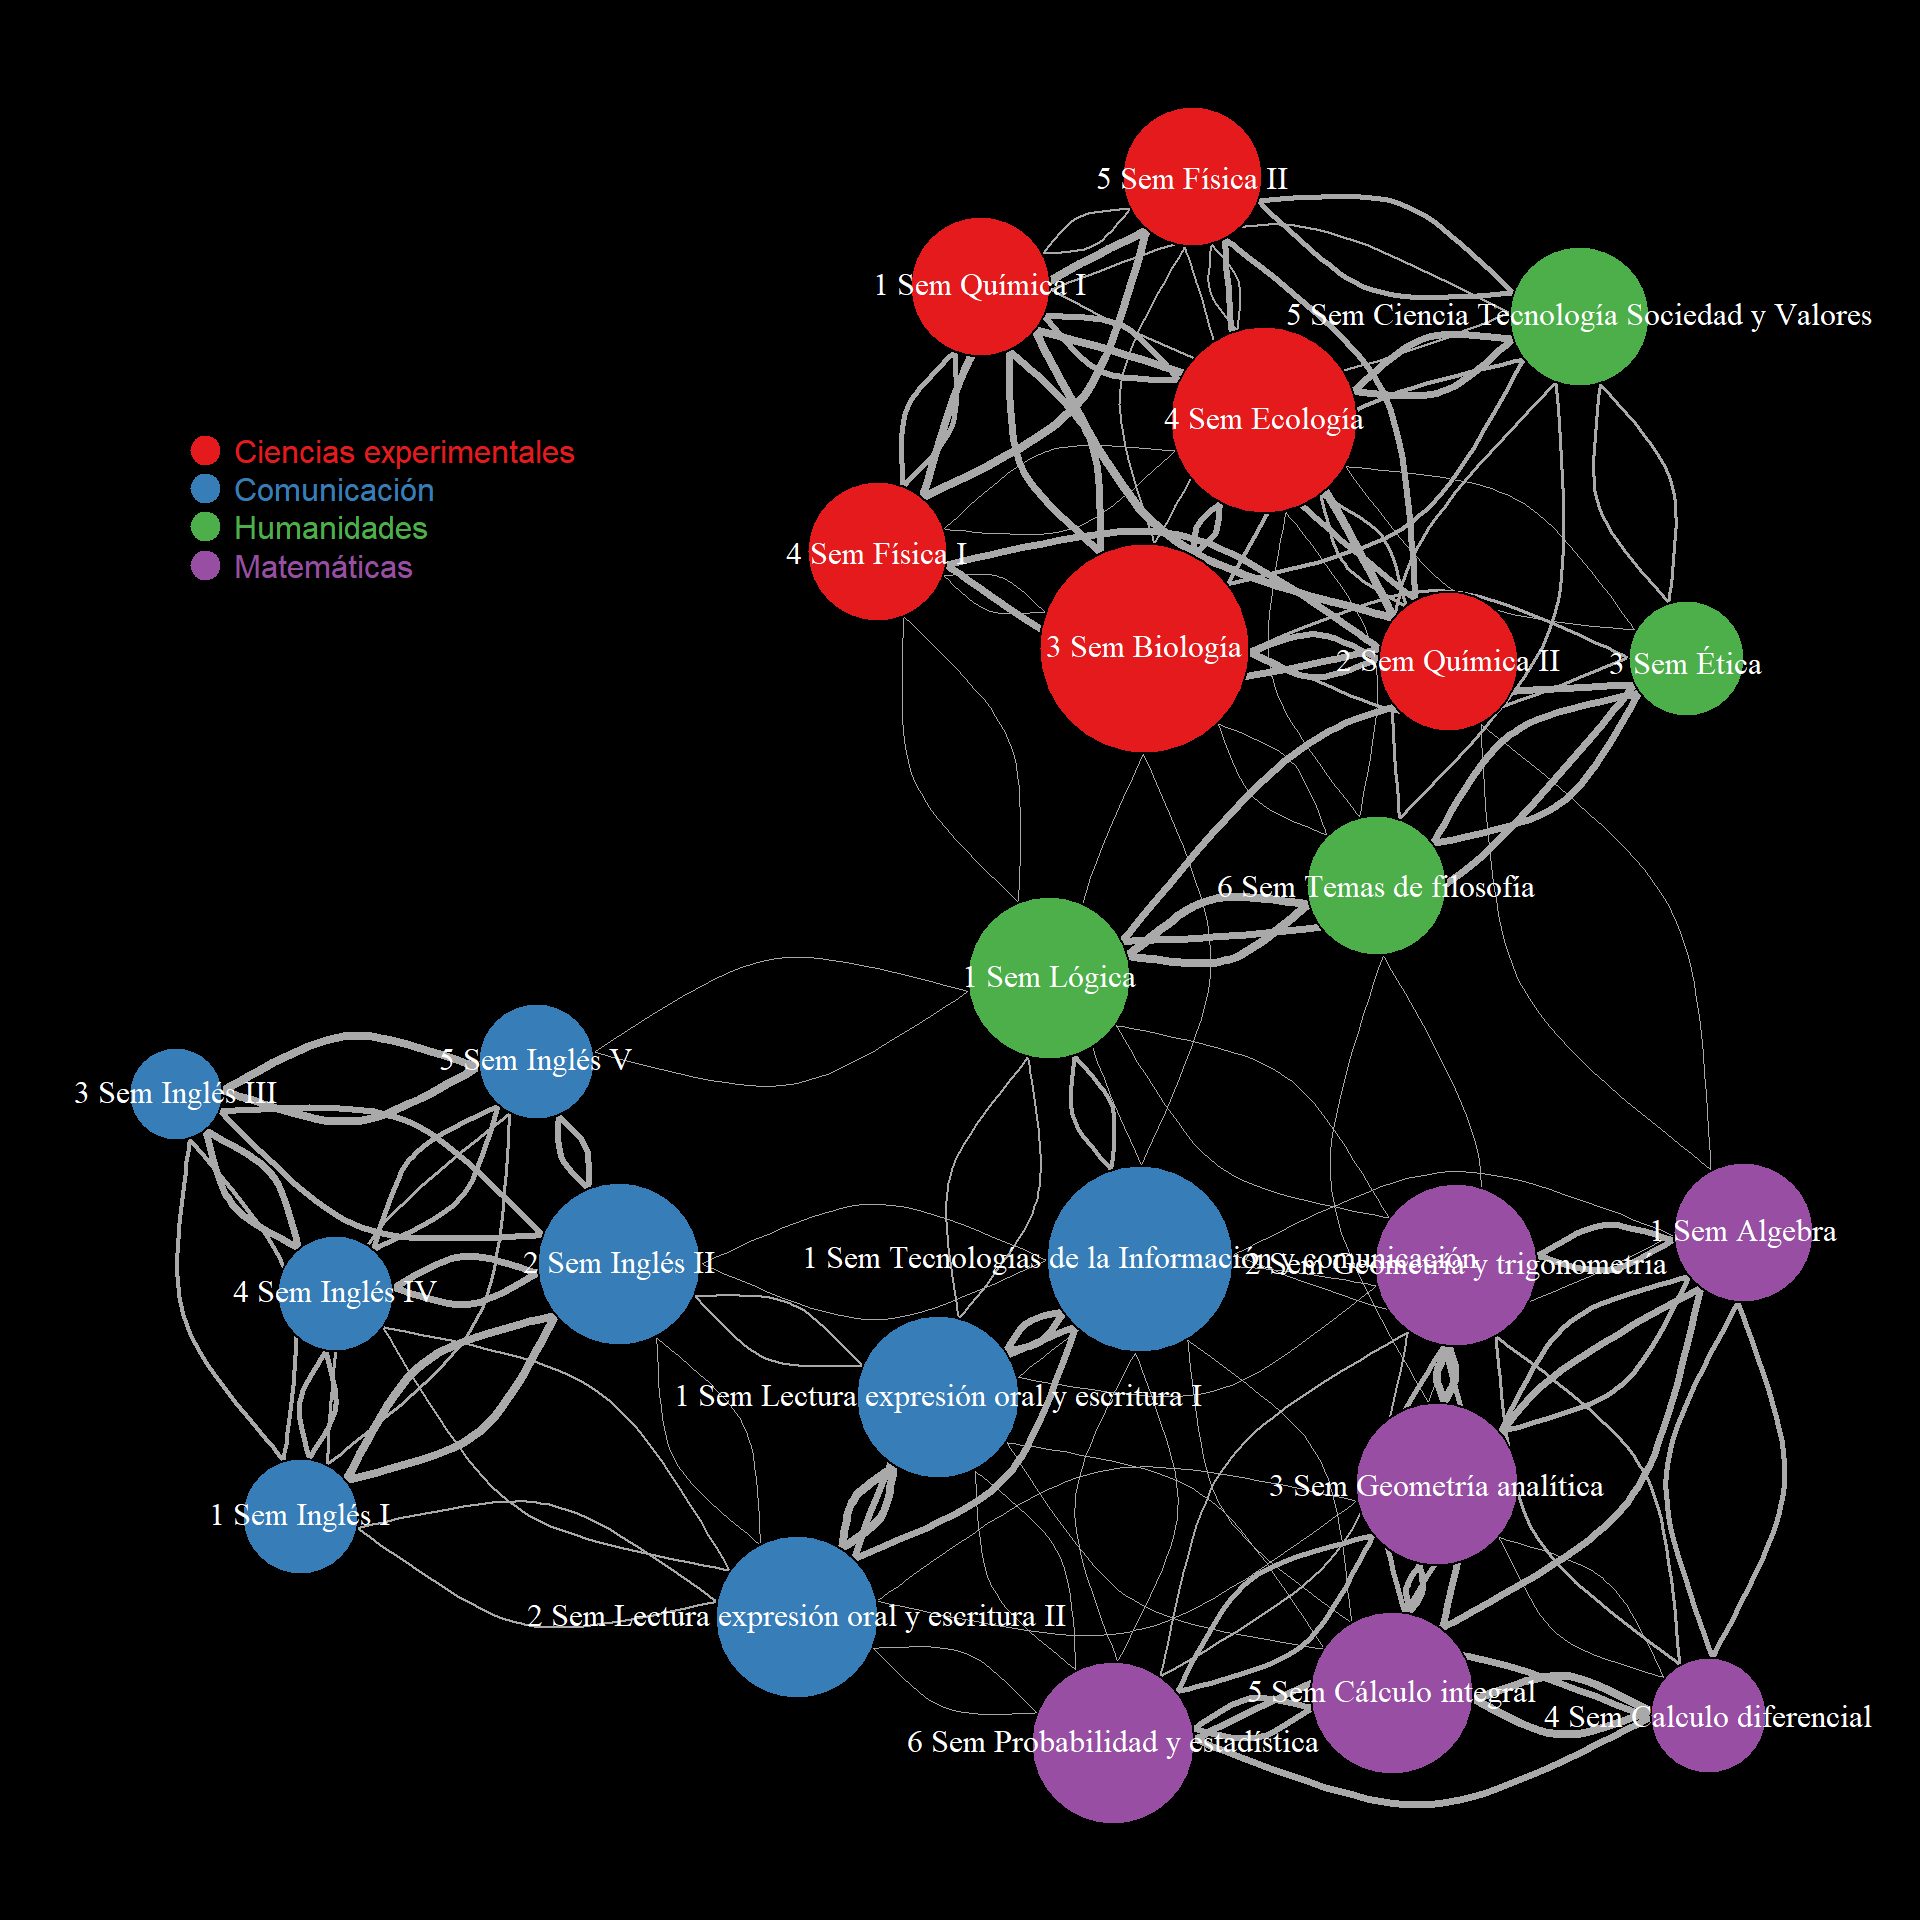 5 Sem Física II
1 Sem Química I
5 Sem Ciencia Tecnología Sociedad y Valores
4 Sem Ecología
Ciencias experimentales
Comunicación
Humanidades
Matemáticas
4 Sem Física I
3 Sem Biología
2 Sem Química II
3 Sem Ética
6 Sem Temas de filosofía
1 Sem Lógica
5 Sem Inglés V
3 Sem Inglés III
4 Sem Inglés IV
2 Sem Inglés II
1 Sem Tecnologías de la Información y comunicación
2 Sem Geometría y trigonometría
1 Sem Algebra
1 Sem Lectura expresión oral y escritura I
3 Sem Geometría analítica
1 Sem Inglés I
2 Sem Lectura expresión oral y escritura II
5 Sem Cálculo integral
4 Sem Calculo diferencial
6 Sem Probabilidad y estadística